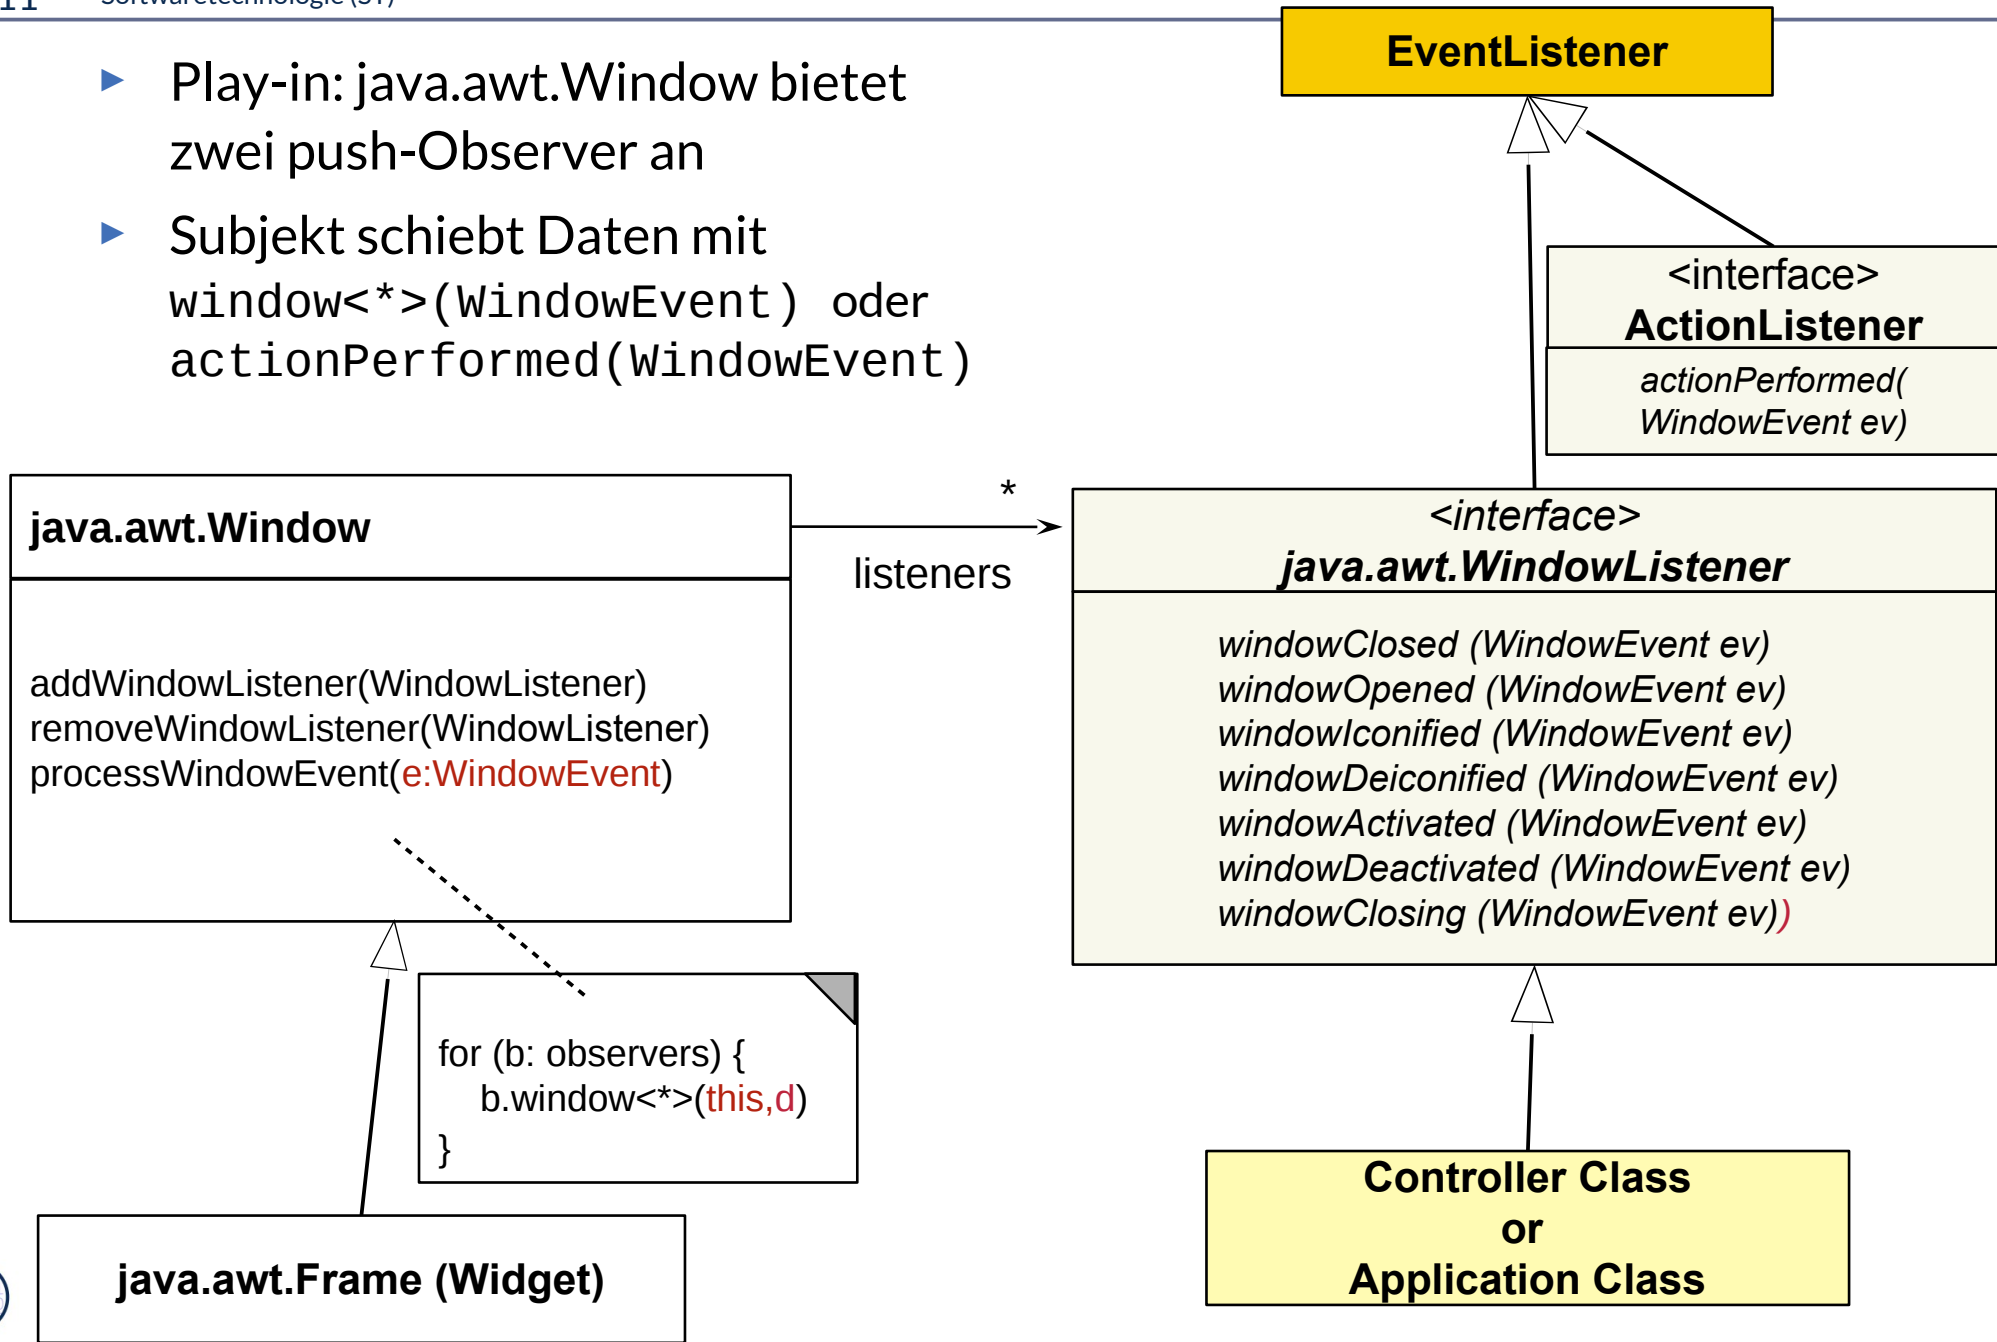 11 Softwaretechnologie (ST)
Play-in: java.awt.Window bietet
zwei push-Observer an
Subjekt schiebt Daten mit
window<*>(WindowEvent) oder
actionPerformed(WindowEvent)
EventListener
<interface>
ActionListener
actionPerformed(
WindowEvent ev)
java.awt.Window
addWindowListener(WindowListener)
removeWindowListener(WindowListener)
processWindowEvent(e:WindowEvent)
*
listeners
<interface>
java.awt.WindowListener
windowClosed (WindowEvent ev)
windowOpened (WindowEvent ev)
windowIconified (WindowEvent ev)
windowDeiconified (WindowEvent ev)
windowActivated (WindowEvent ev)
windowDeactivated (WindowEvent ev)
windowClosing (WindowEvent ev))
for (b: observers) {
b.window<*>(this,d)
}
java.awt.Frame (Widget)
Controller Class
or
Application Class